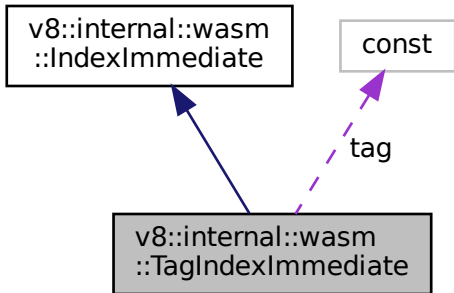 v8::internal::wasm
::IndexImmediate
const
tag
v8::internal::wasm
::TagIndexImmediate